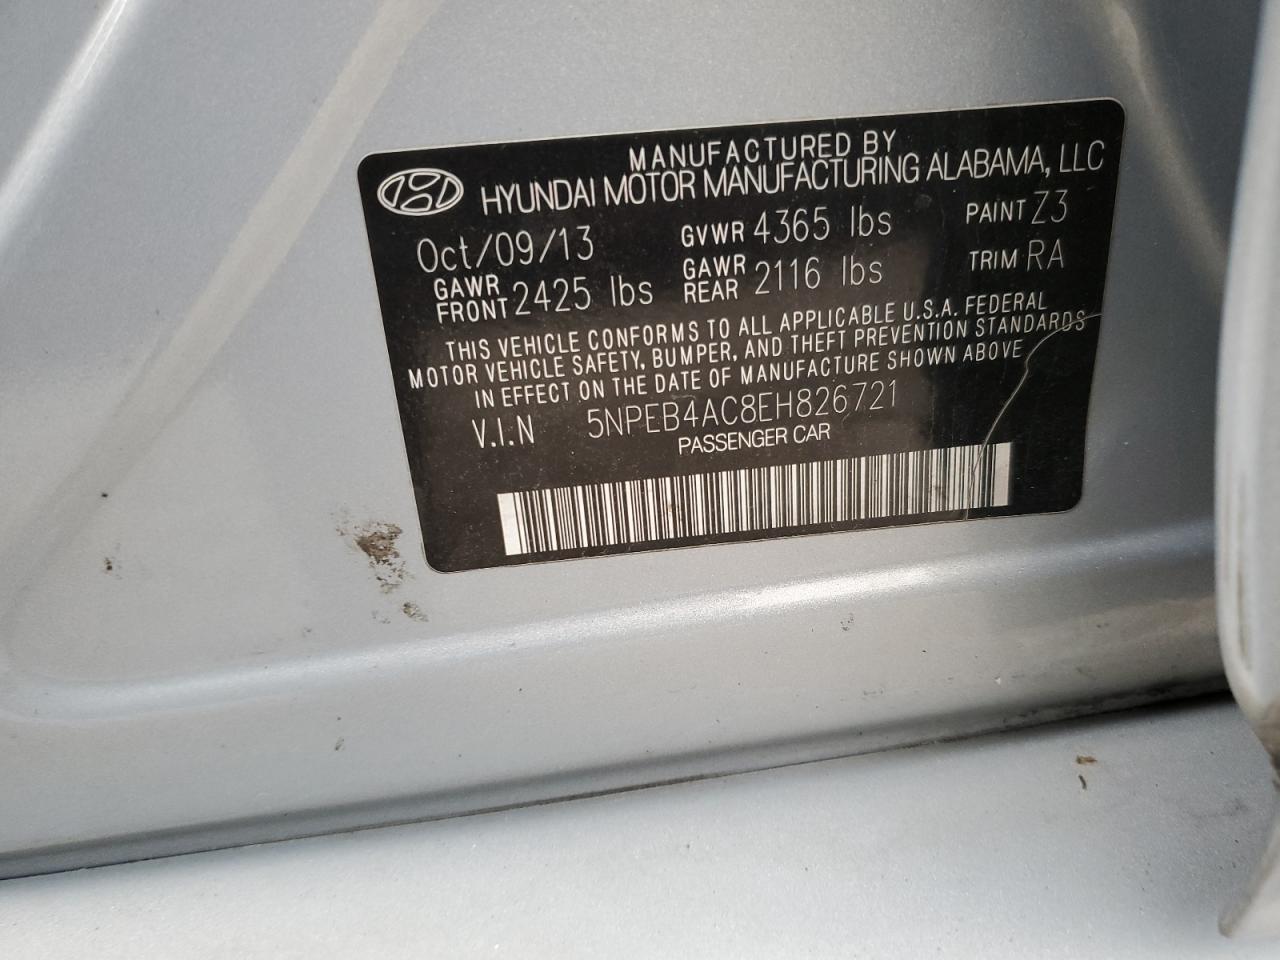 MANUFACTURED BY
HYUNDAI MOTOR MANUFACTURING ALABAMA, LLC
Oct/09/13 GVWR 4365 lbs PAINT Z3
GAWR FRONT 2425 lbs GAWR REAR 2116 lbs TRIM RA
THIS VEHICLE CONFORMS TO ALL APPLICABLE U.S.A. FEDERAL
MOTOR VEHICLE SAFETY, BUMPER, AND THEFT PREVENTION STANDARDS
IN EFFECT ON THE DATE OF MANUFACTURE SHOWN ABOVE
V.I.N 5NPEB4AC8EH826721
PASSENGER CAR